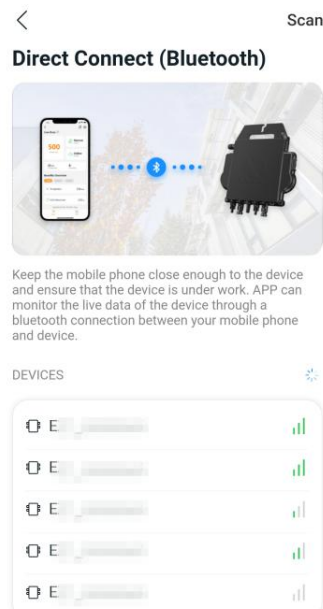 Scan
Direct Connect (Bluetooth)
500
Keep the mobile phone close enough to the device
and ensure that the device is under work. APP can
monitor the live data of the device through a
bluetooth connection between your mobile phone
and device.
DEVICES
E
E
E
E
E